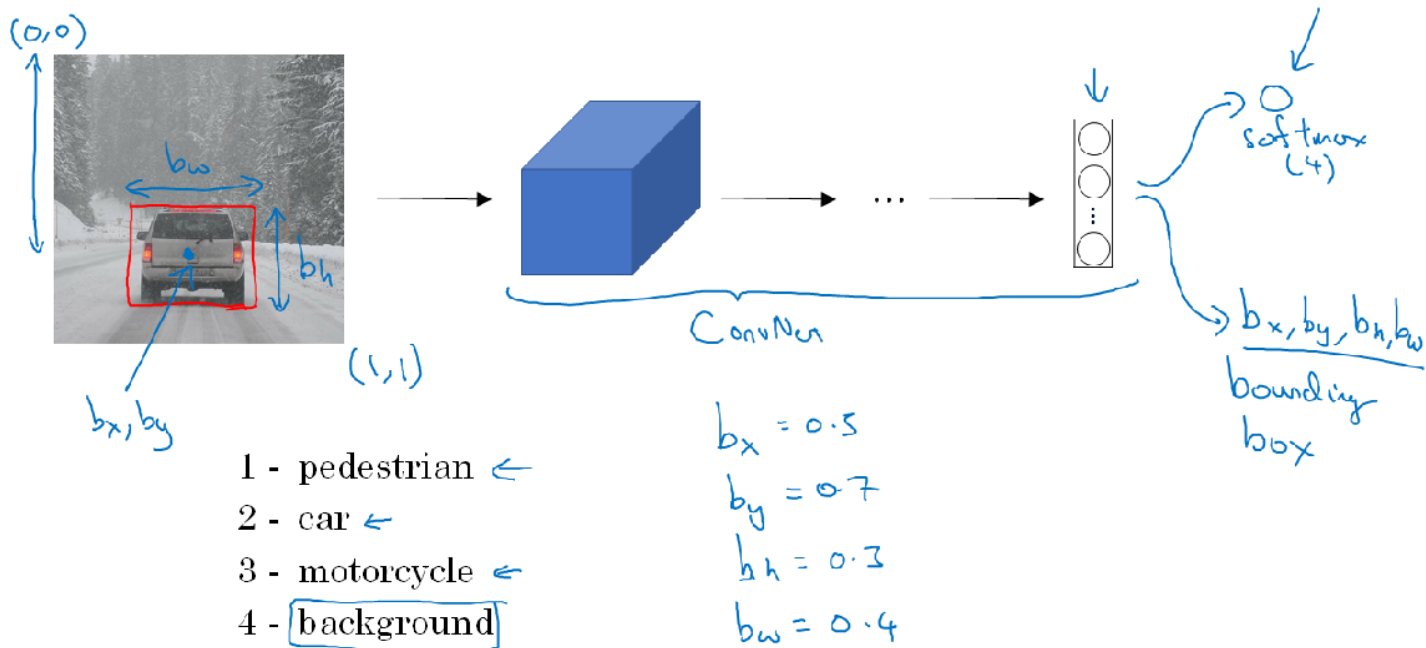 (0,0)
bw
bh
(1,1)
bx, by
ConvNet
...
softmax
(4)
bx, by, bh, bw
bounding
box
1 - pedestrian ←
2 - car ←
3 - motorcycle ←
4 - background
bx = 0.5
by = 0.7
bh = 0.3
bw = 0.4